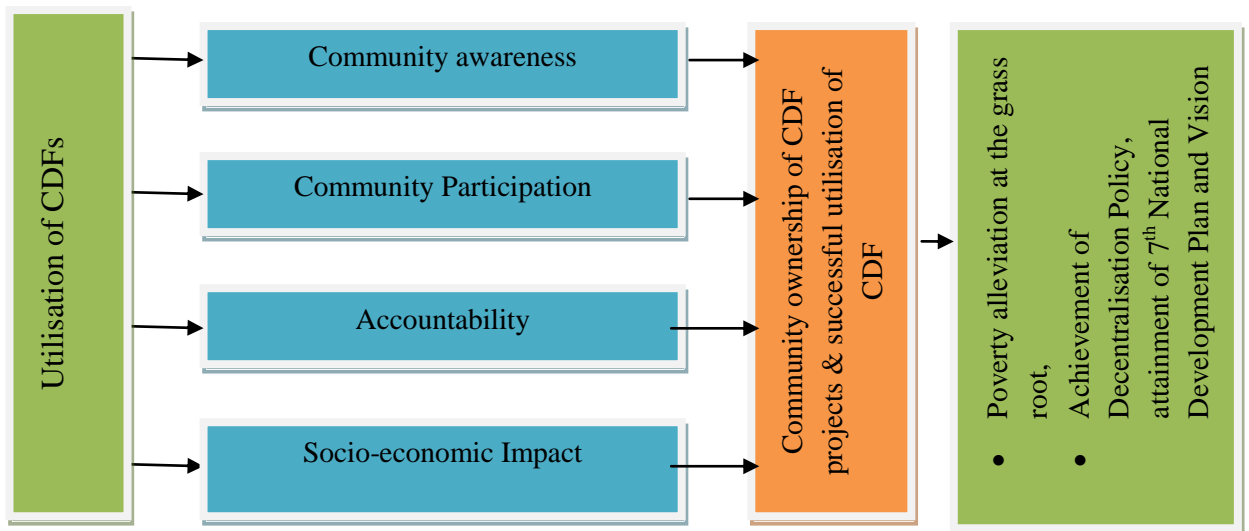 Utilisation of CDFs
Community awareness
Community Participation
Accountability
Socio-economic Impact
Community ownership of CDF
projects & successful utilisation of
CDF
• Poverty alleviation at the grass
root,
• Achievement of
Decentralisation Policy,
attainment of 7th National
Development Plan and Vision